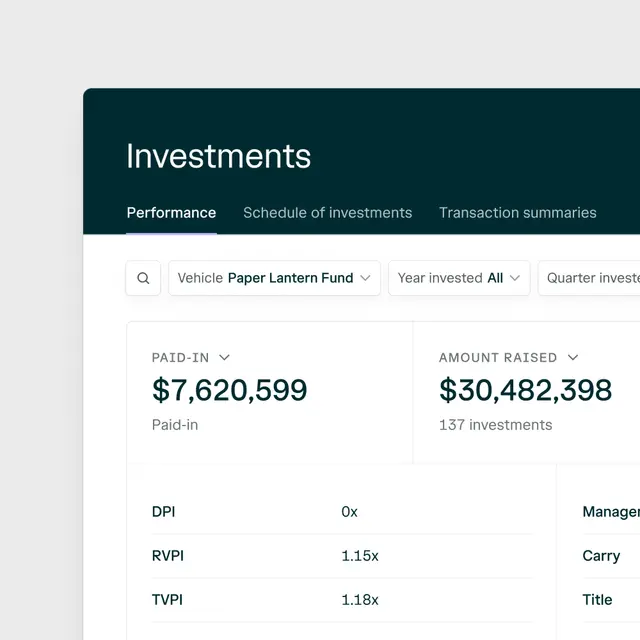 Investments
Performance Schedule of investments Transaction summaries
Vehicle Paper Lantern Fund Year invested All Quarter investe
PAID-IN AMOUNT RAISED
$7,620,599 $30,482,398
Paid-in 137 investments
DPI 0x Manager
RVPI 1.15x Carry
TVPI 1.18x Title